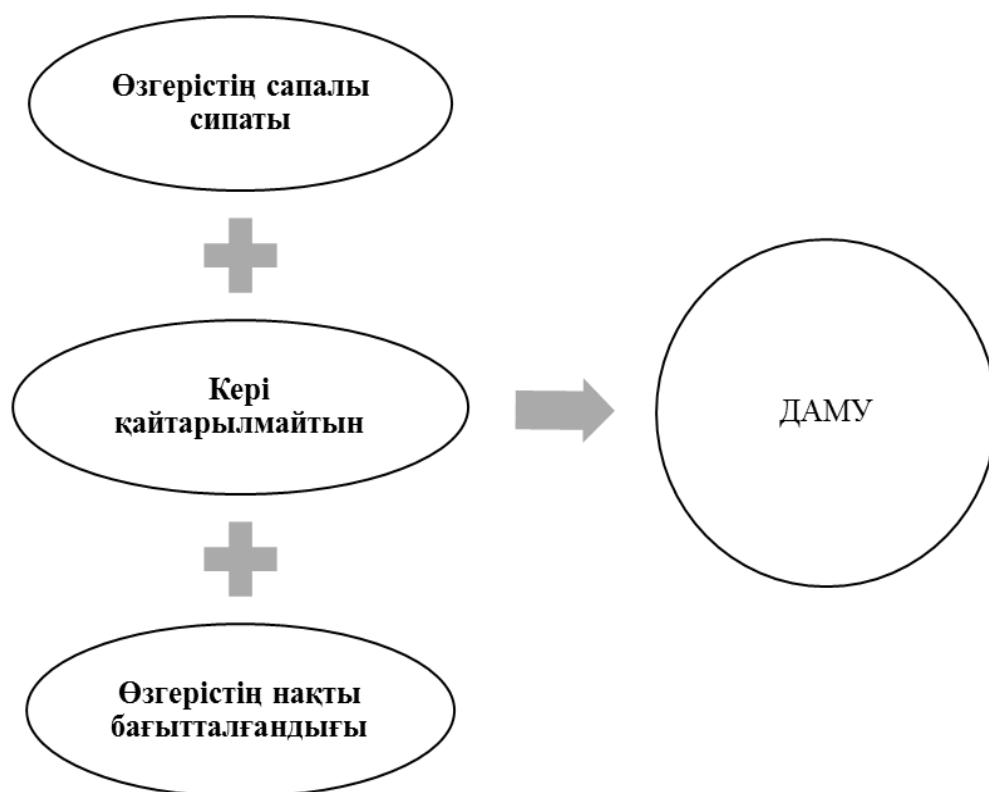 Өзгерістің сапалы
сипаты
Кері
қайтарылмайтын
ДАМУ
Өзгерістің нақты
бағытталғандығы